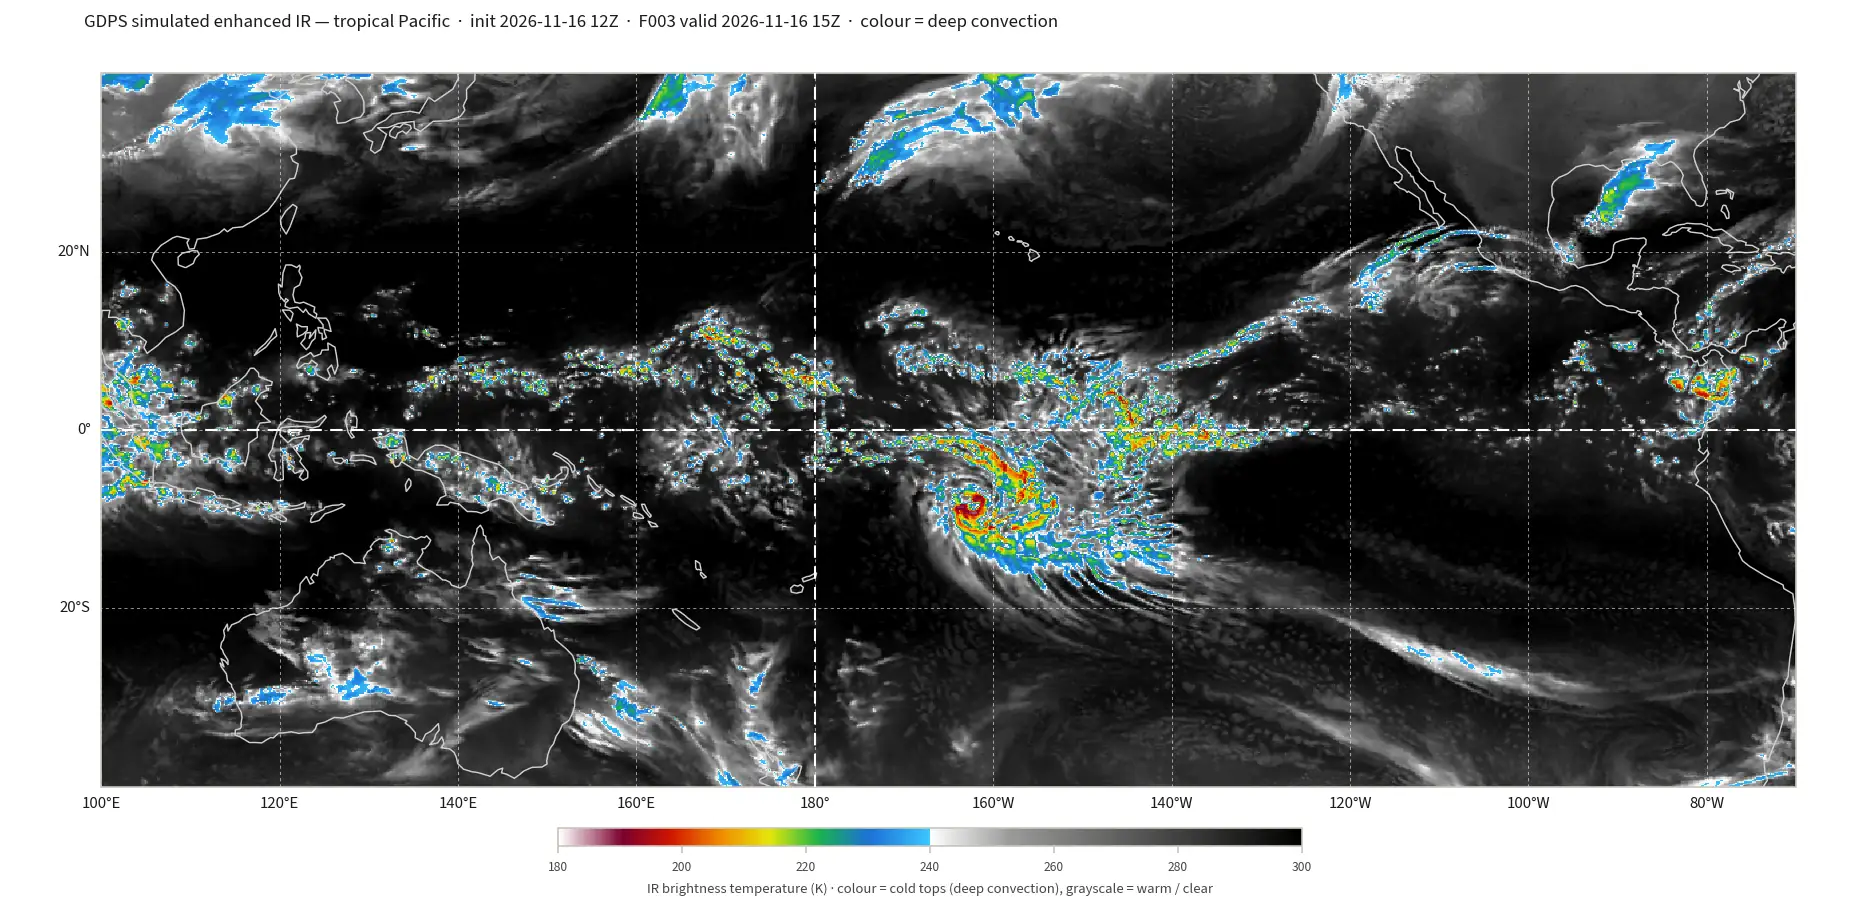 GDPS simulated enhanced IR — tropical Pacific · init 2026-11-16 12Z · F003 valid 2026-11-16 15Z · colour = deep convection
20°N
0°
20°S
100°E 120°E 140°E 160°E 180° 160°W 140°W 120°W 100°W 80°W
180 200 220 240 260 280 300
IR brightness temperature (K) · colour = cold tops (deep convection), grayscale = warm / clear